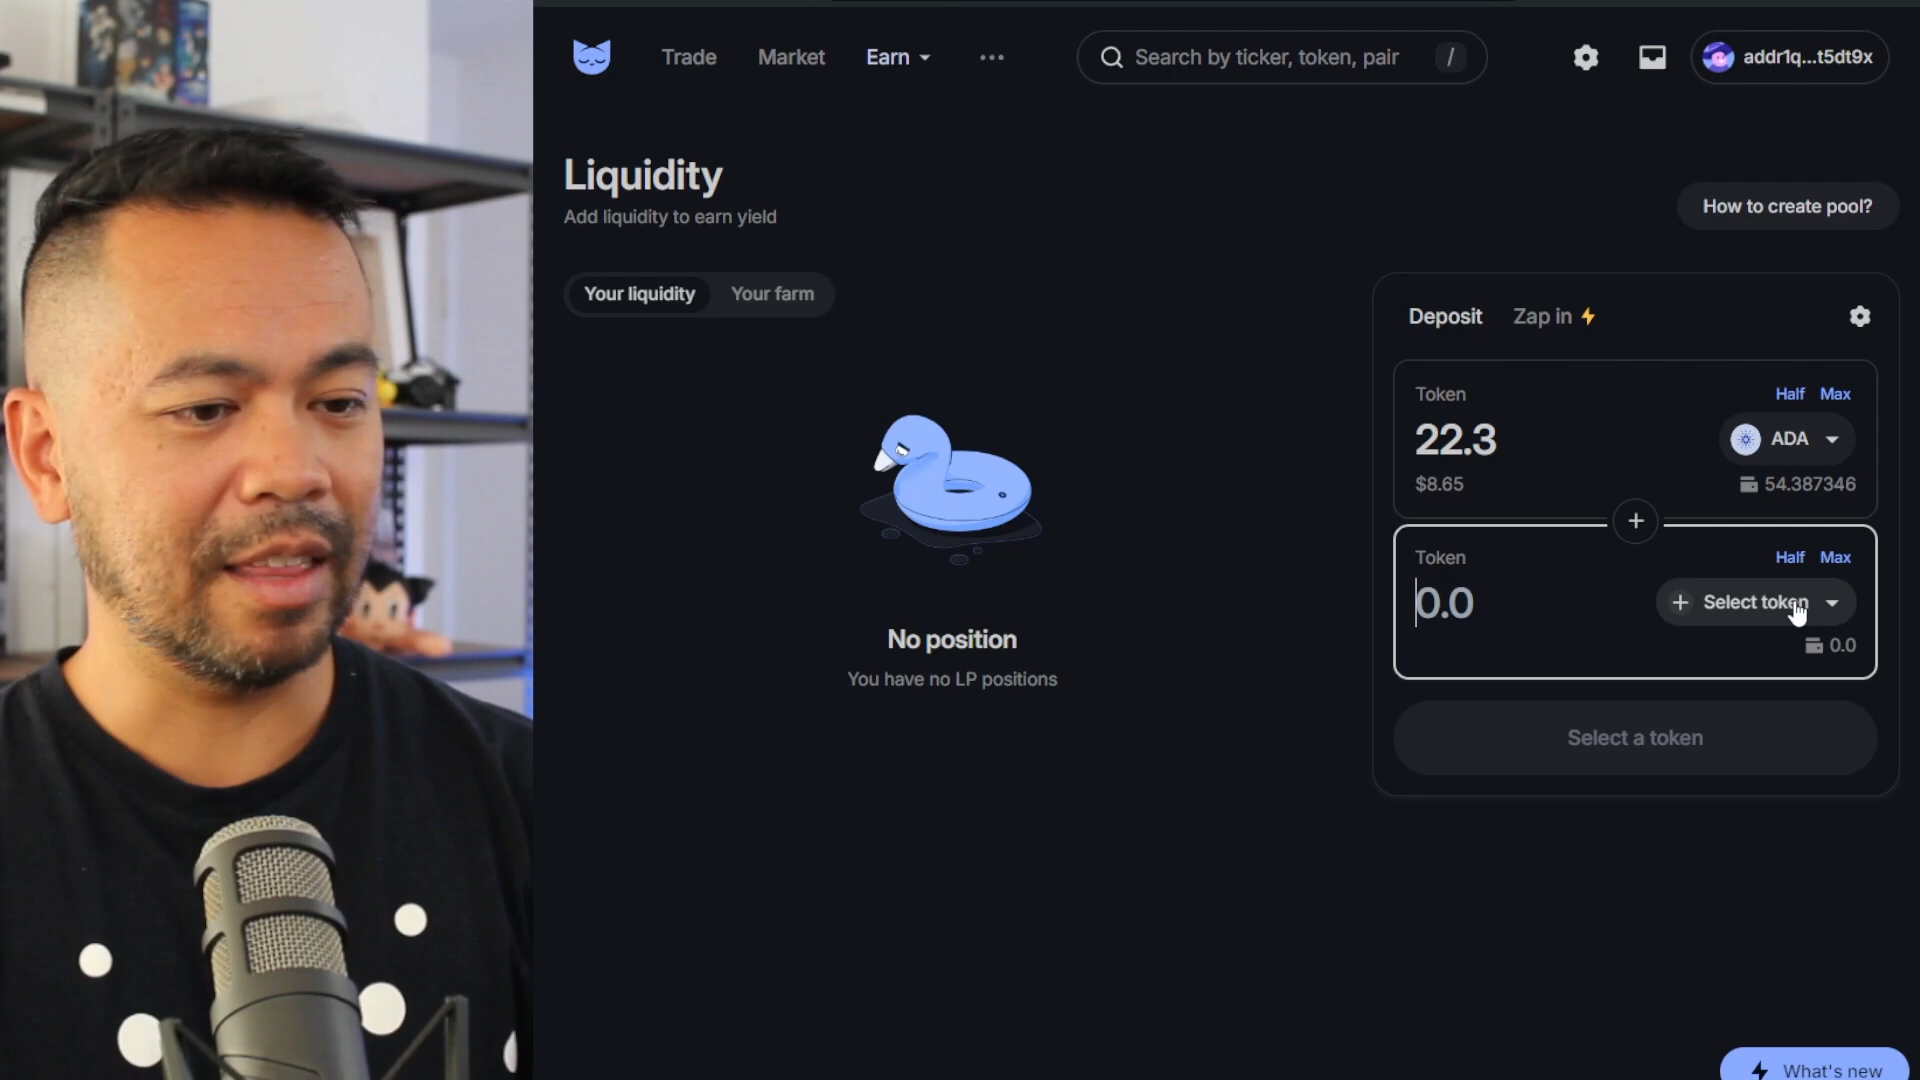 Trade
Market
Earn
Search by ticker, token, pair
/
addr1q...t5dt9x
Liquidity
Add liquidity to earn yield
How to create pool?
Your liquidity
Your farm
No position
You have no LP positions
Deposit
Zap in
Token
Half
Max
22.3
ADA
$8.65
54.387346
Token
Half
Max
0.0
Select token
0.0
Select a token
What's new